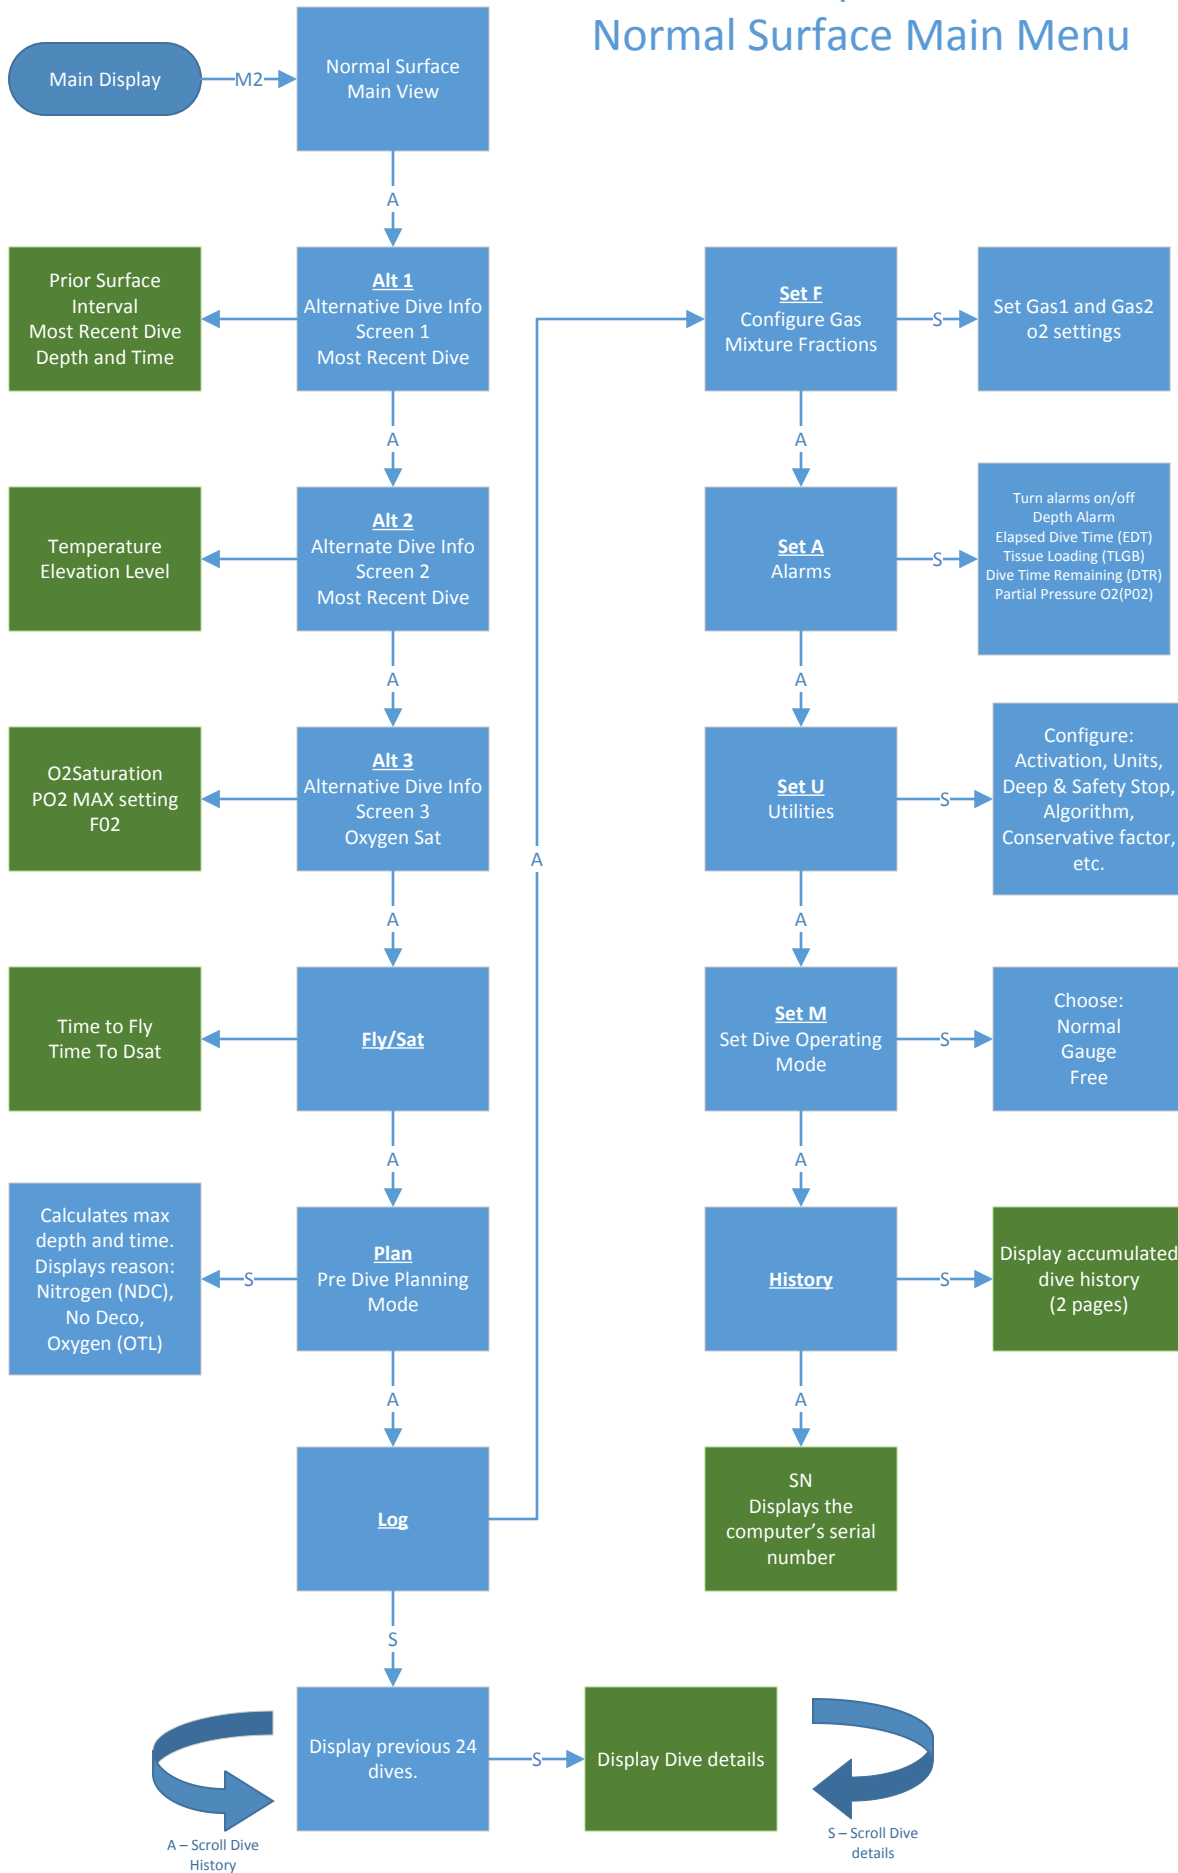 Normal Surface Main Menu
Main Display
M2
Normal Surface
Main View
A
Prior Surface
Interval
Most Recent Dive
Depth and Time
Alt 1
Alternative Dive Info
Screen 1
Most Recent Dive
A
Temperature
Elevation Level
Alt 2
Alternate Dive Info
Screen 2
Most Recent Dive
A
O2Saturation
PO2 MAX setting
F02
Alt 3
Alternative Dive Info
Screen 3
Oxygen Sat
A
Time to Fly
Time To Dsat
Fly/Sat
A
Calculates max
depth and time.
Displays reason:
Nitrogen (NDC),
No Deco,
Oxygen (OTL)
S
Plan
Pre Dive Planning
Mode
A
Log
A
S
Display previous 24
dives.
S
Display Dive details
A – Scroll Dive
History
S – Scroll Dive
details
Set F
Configure Gas
Mixture Fractions
S
Set Gas1 and Gas2
o2 settings
A
Set A
Alarms
S
Turn alarms on/off
Depth Alarm
Elapsed Dive Time (EDT)
Tissue Loading (TLGB)
Dive Time Remaining (DTR)
Partial Pressure O2(P02)
A
Set U
Utilities
S
Configure:
Activation, Units,
Deep & Safety Stop,
Algorithm,
Conservative factor,
etc.
A
Set M
Set Dive Operating
Mode
S
Choose:
Normal
Gauge
Free
A
History
S
Display accumulated
dive history
(2 pages)
A
SN
Displays the
computer's serial
number